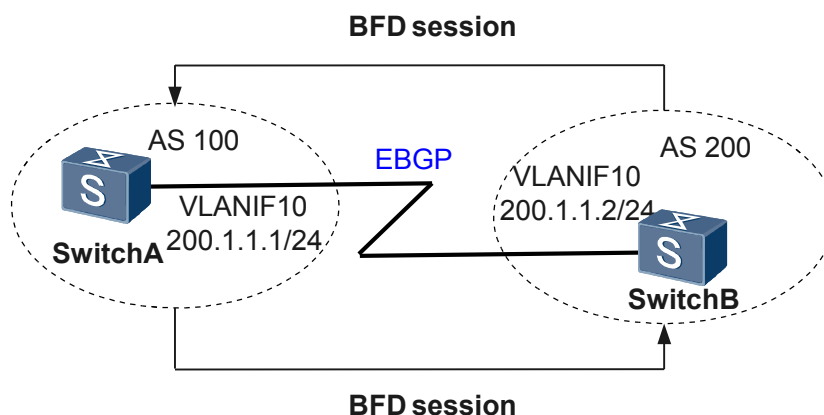 BFD session
AS 100
AS 200
EBGP
VLANIF10
200.1.1.2/24
S
VLANIF10
200.1.1.1/24
SwitchA
S
SwitchB
BFD session